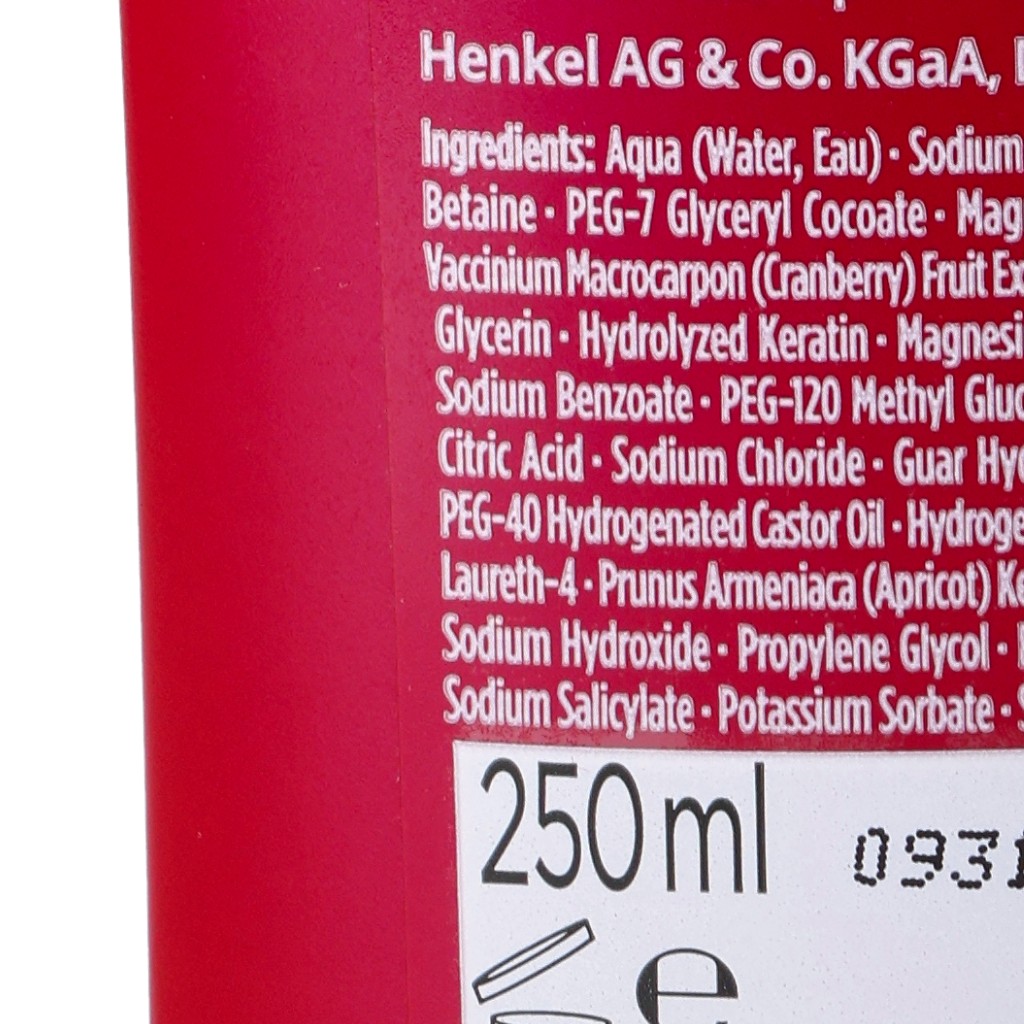 Henkel AG & Co. KGaA,
Ingredients: Aqua (Water, Eau) · Sodium
Betaine · PEG-7 Glyceryl Cocoate · Mag
Vaccinium Macrocarpon (Cranberry) Fruit Ex
Glycerin · Hydrolyzed Keratin · Magnesi
Sodium Benzoate · PEG-120 Methyl Gluc
Citric Acid · Sodium Chloride · Guar Hy
PEG-40 Hydrogenated Castor Oil · Hydroge
Laureth-4 · Prunus Armeniaca (Apricot) Ke
Sodium Hydroxide · Propylene Glycol ·
Sodium Salicylate · Potassium Sorbate ·
250 ml
093
e